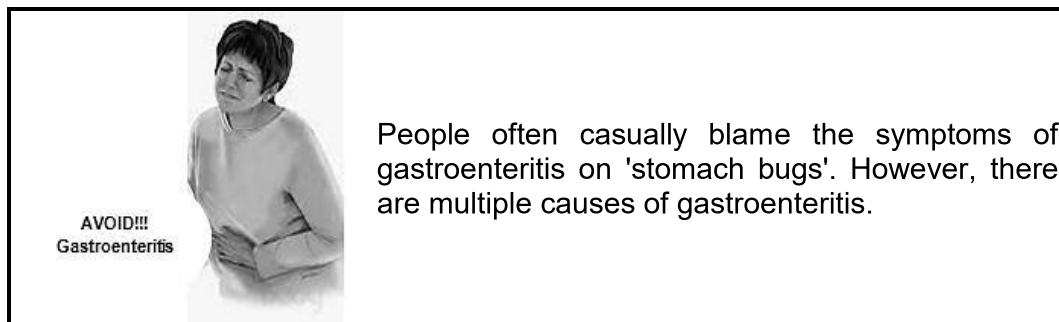 AVOID!!!
Gastroenteritis
People often casually blame the symptoms of
gastroenteritis on 'stomach bugs'. However, there
are multiple causes of gastroenteritis.